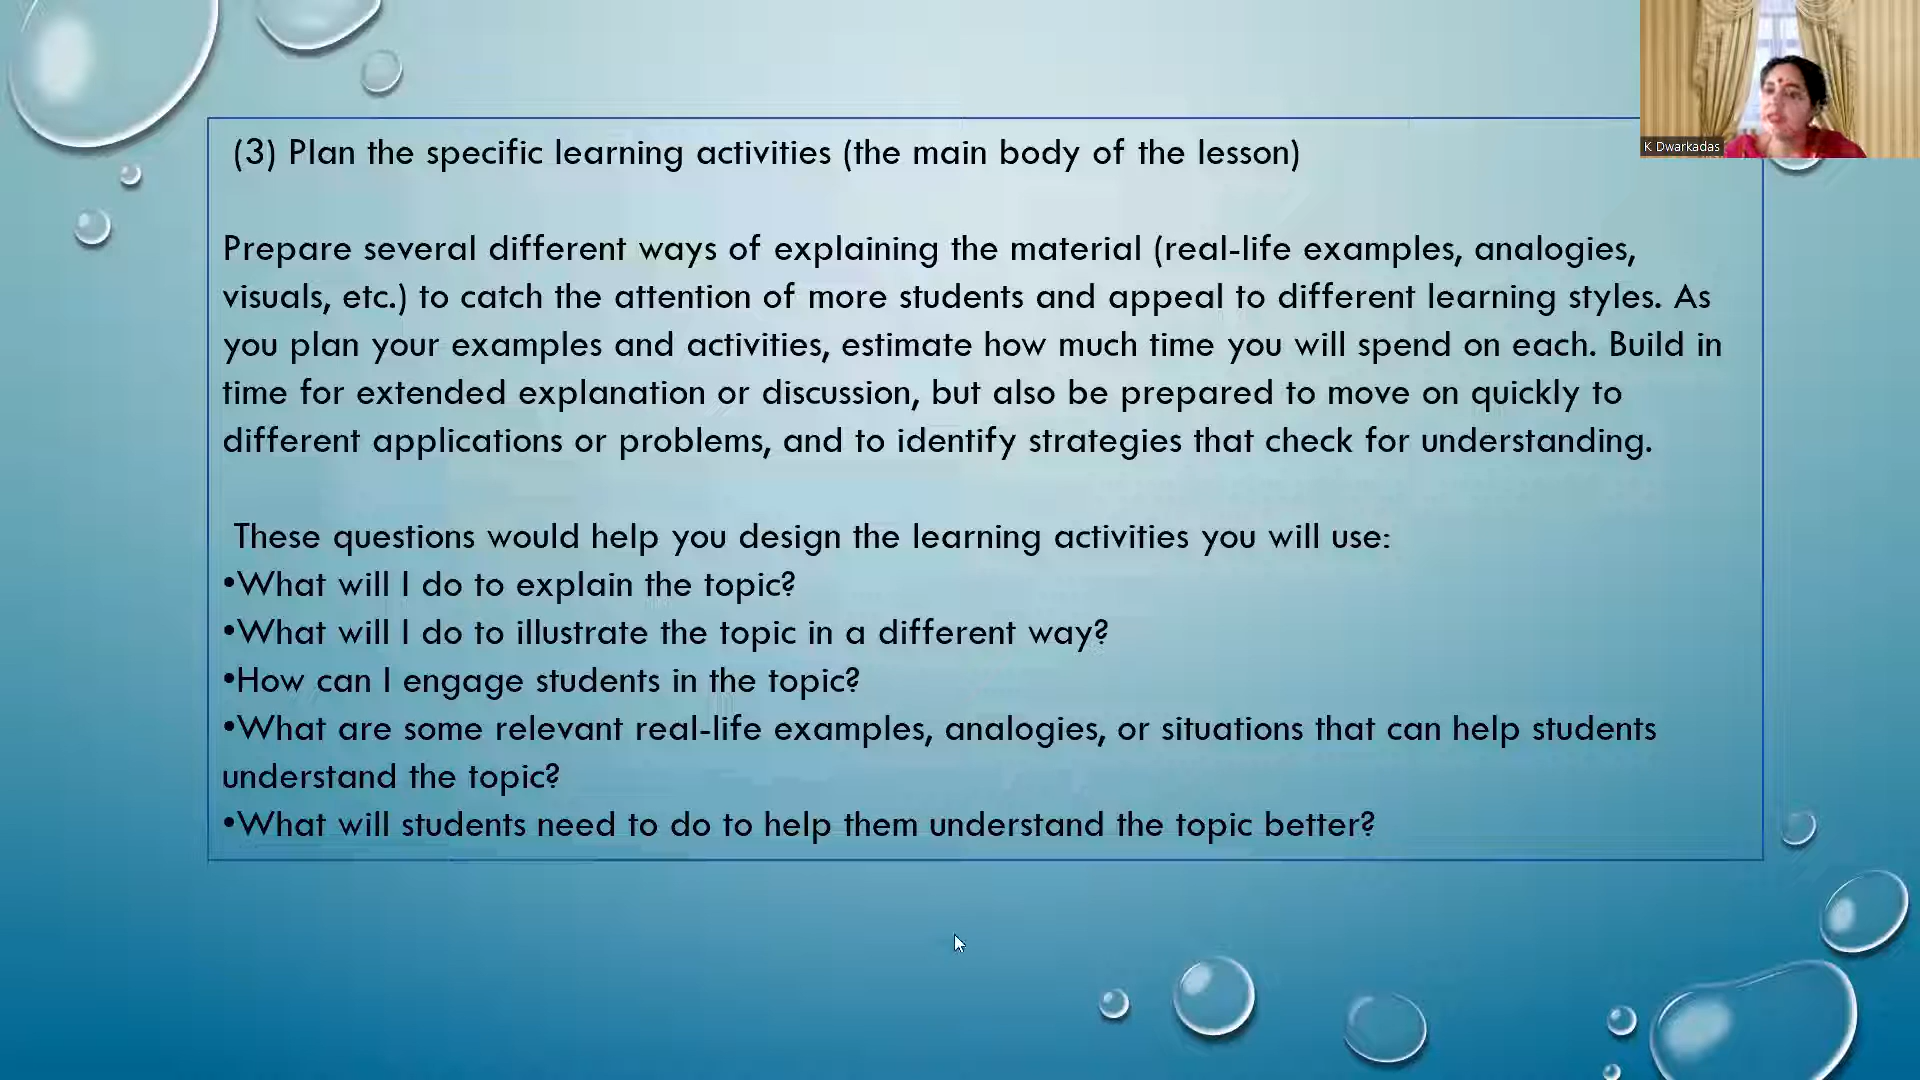 (3) Plan the specific learning activities (the main body of the lesson)
K Dwarkadas
Prepare several different ways of explaining the material (real-life examples, analogies,
visuals, etc.) to catch the attention of more students and appeal to different learning styles. As
you plan your examples and activities, estimate how much time you will spend on each. Build in
time for extended explanation or discussion, but also be prepared to move on quickly to
different applications or problems, and to identify strategies that check for understanding.
These questions would help you design the learning activities you will use:
•What will I do to explain the topic?
•What will I do to illustrate the topic in a different way?
•How can I engage students in the topic?
•What are some relevant real-life examples, analogies, or situations that can help students
understand the topic?
•What will students need to do to help them understand the topic better?